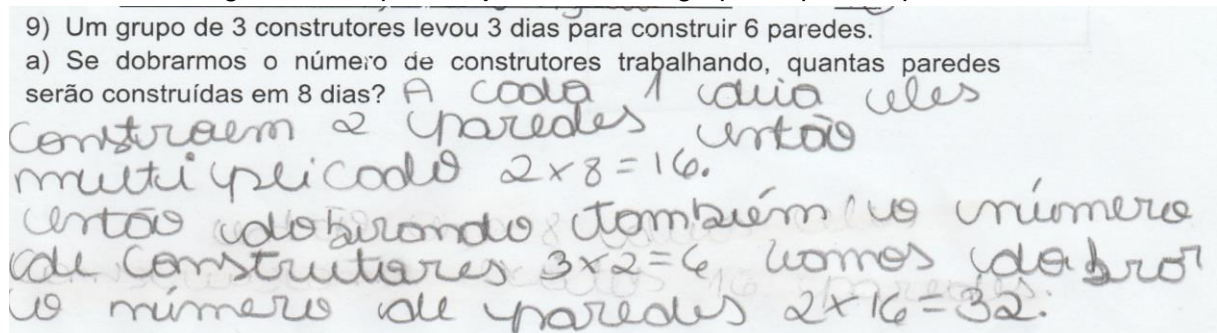 9) Um grupo de 3 construtores levou 3 dias para construir 6 paredes.
a) Se dobrarmos o número de construtores trabalhando, quantas paredes
serão construídas em 8 dias? A cada 1 dia eles
constroem 2 paredes então
multiplicado 2x8=16.
então dobrando também o número
de construtores 3x2=6 vamos dobrar
o número de paredes 2x16=32.